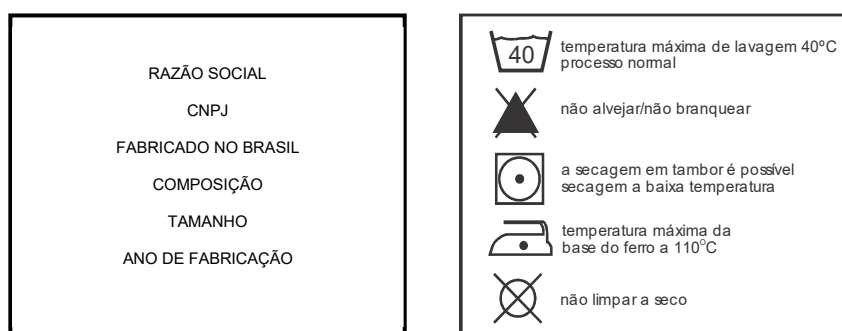 RAZÃO SOCIAL
CNPJ
FABRICADO NO BRASIL
COMPOSIÇÃO
TAMANHO
ANO DE FABRICAÇÃO
40
temperatura máxima de lavagem 40ºC
processo normal
não alvejar/não branquear
a secagem em tambor é possível
secagem a baixa temperatura
temperatura máxima da
base do ferro a 110°C
não limpar a seco